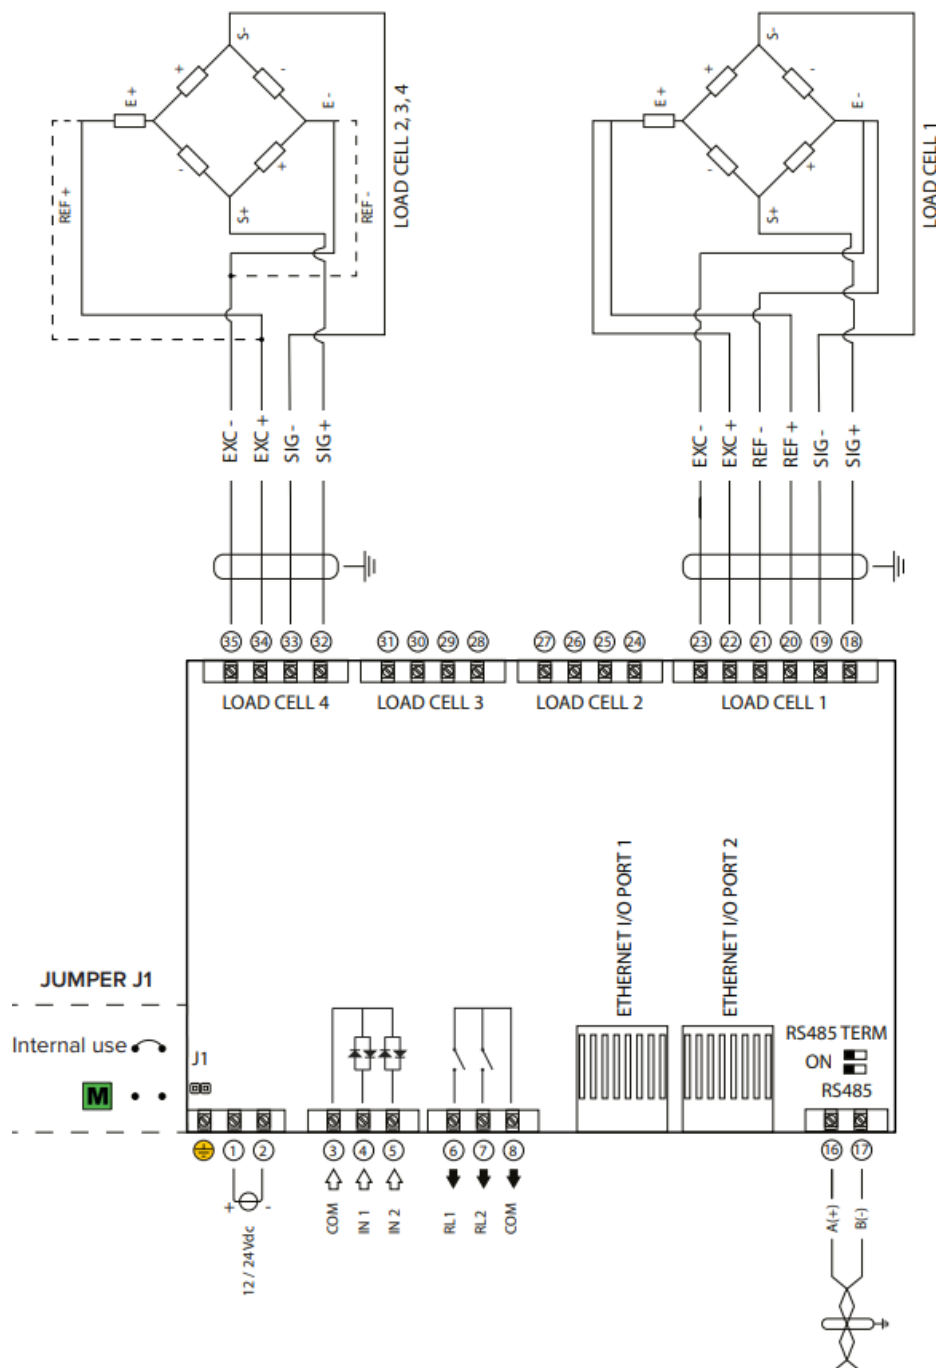 S-
S-
+
-
+
-
E +
E -
E +
E -
LOAD CELL 2, 3, 4
LOAD CELL 1
-
+
-
+
REF +
S+
REF -
S+
EXC -
EXC +
SIG -
SIG +
EXC -
EXC +
REF -
REF +
SIG -
SIG +
35 34 33 32 31 30 29 28 27 26 25 24 23 22 21 20 19 18
LOAD CELL 4 LOAD CELL 3 LOAD CELL 2 LOAD CELL 1
ETHERNET I/O PORT 1
ETHERNET I/O PORT 2
JUMPER J1
Internal use
M
J1
RS485 TERM
ON
RS485
1 2 3 4 5 6 7 8 16 17
+ -
12 / 24Vdc
COM
IN 1
IN 2
RL1
RL2
COM
A(+)
B(-)